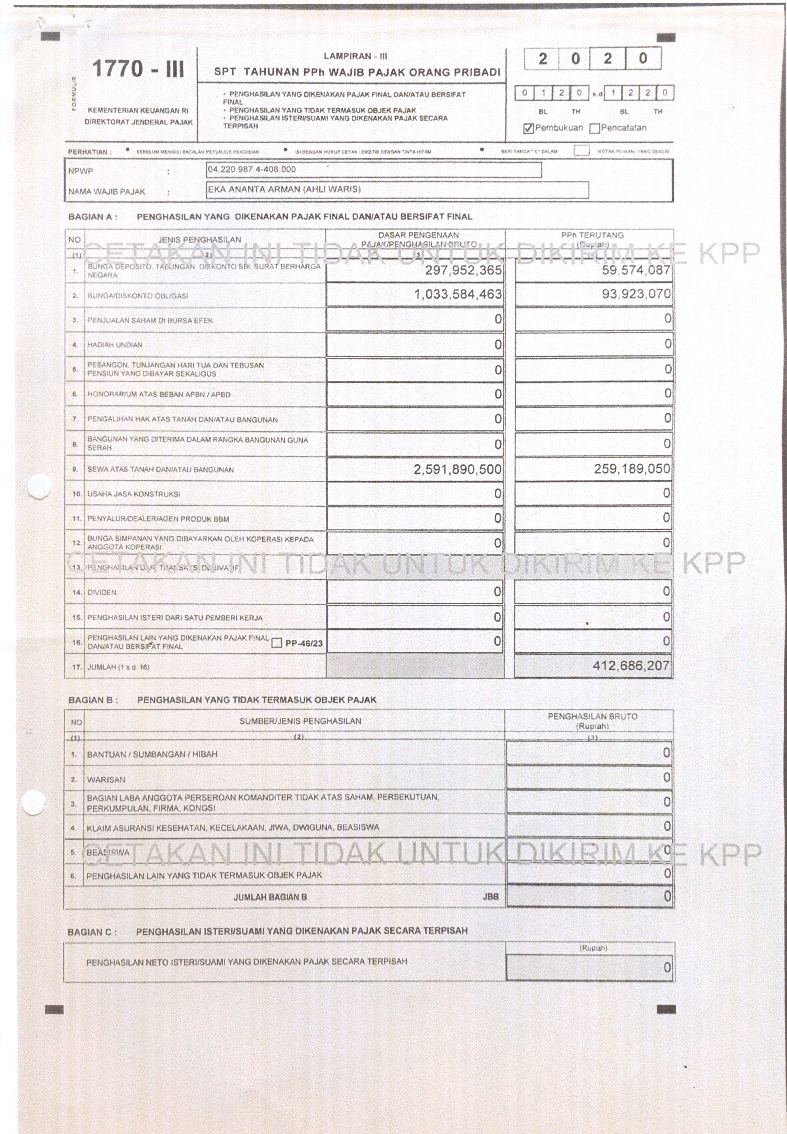 FORMULIR
1770 - III
KEMENTERIAN KEUANGAN RI
DIREKTORAT JENDERAL PAJAK
LAMPIRAN - III
SPT TAHUNAN PPh WAJIB PAJAK ORANG PRIBADI
• PENGHASILAN YANG DIKENAKAN PAJAK FINAL DAN/ATAU BERSIFAT
FINAL
• PENGHASILAN YANG TIDAK TERMASUK OBJEK PAJAK
• PENGHASILAN ISTERI/SUAMI YANG DIKENAKAN PAJAK SECARA
TERPISAH
2 0 2 0
0 1 2 0 s.d 1 2 2 0
BL TH BL TH
Pembukuan Pencatatan
PERHATIAN : • SEBELUM MENGISI BACALAH PETUNJUK PENGISIAN • ISI DENGAN HURUF CETAK / DIKETIK DENGAN TINTA HITAM • BERI TANDA "X" DALAM KOTAK PILIHAN YANG SESUAI
NPWP : 04.220.987.4-406.000
NAMA WAJIB PAJAK : EKA ANANTA ARMAN (AHLI WARIS)
BAGIAN A : PENGHASILAN YANG DIKENAKAN PAJAK FINAL DAN/ATAU BERSIFAT FINAL
NO JENIS PENGHASILAN DASAR PENGENAAN PAJAK/PENGHASILAN BRUTO PPh TERUTANG (Rupiah)
CETAKAN INI TIDAK UNTUK DIKIRIM KE KPP
(1) (2) (3)
1. BUNGA DEPOSITO, TABUNGAN, DISKONTO SBI, SURAT BERHARGA NEGARA 297,952,365 59,574,087
2. BUNGA/DISKONTO OBLIGASI 1,033,584,463 93,923,070
3. PENJUALAN SAHAM DI BURSA EFEK 0 0
4. HADIAH UNDIAN 0 0
5. PESANGON, TUNJANGAN HARI TUA DAN TEBUSAN PENSIUN YANG DIBAYAR SEKALIGUS 0 0
6. HONORARIUM ATAS BEBAN APBN / APBD 0 0
7. PENGALIHAN HAK ATAS TANAH DAN/ATAU BANGUNAN 0 0
8. BANGUNAN YANG DITERIMA DALAM RANGKA BANGUNAN GUNA SERAH 0 0
9. SEWA ATAS TANAH DAN/ATAU BANGUNAN 2,591,890,500 259,189,050
10. USAHA JASA KONSTRUKSI 0 0
11. PENYALUR/DEALER/AGEN PRODUK BBM 0 0
12. BUNGA SIMPANAN YANG DIBAYARKAN OLEH KOPERASI KEPADA ANGGOTA KOPERASI 0 0
CETAKAN INI TIDAK UNTUK DIKIRIM KE KPP
13. PENGHASILAN DARI TRANSAKSI DERIVATIF
14. DIVIDEN 0 0
15. PENGHASILAN ISTERI DARI SATU PEMBERI KERJA 0 0
16. PENGHASILAN LAIN YANG DIKENAKAN PAJAK FINAL DAN/ATAU BERSIFAT FINAL PP-46/23 0 0
17. JUMLAH (1 s.d. 16) 412,686,207
BAGIAN B : PENGHASILAN YANG TIDAK TERMASUK OBJEK PAJAK
NO SUMBER/JENIS PENGHASILAN PENGHASILAN BRUTO (Rupiah)
(1) (2) (3)
1. BANTUAN / SUMBANGAN / HIBAH 0
2. WARISAN 0
3. BAGIAN LABA ANGGOTA PERSEROAN KOMANDITER TIDAK ATAS SAHAM, PERSEKUTUAN, PERKUMPULAN, FIRMA, KONGSI 0
4. KLAIM ASURANSI KESEHATAN, KECELAKAAN, JIWA, DWIGUNA, BEASISWA 0
5. BEASISWA 0
CETAKAN INI TIDAK UNTUK DIKIRIM KE KPP
6. PENGHASILAN LAIN YANG TIDAK TERMASUK OBJEK PAJAK 0
JUMLAH BAGIAN B JBB 0
BAGIAN C : PENGHASILAN ISTERI/SUAMI YANG DIKENAKAN PAJAK SECARA TERPISAH
(Rupiah)
PENGHASILAN NETO ISTERI/SUAMI YANG DIKENAKAN PAJAK SECARA TERPISAH 0